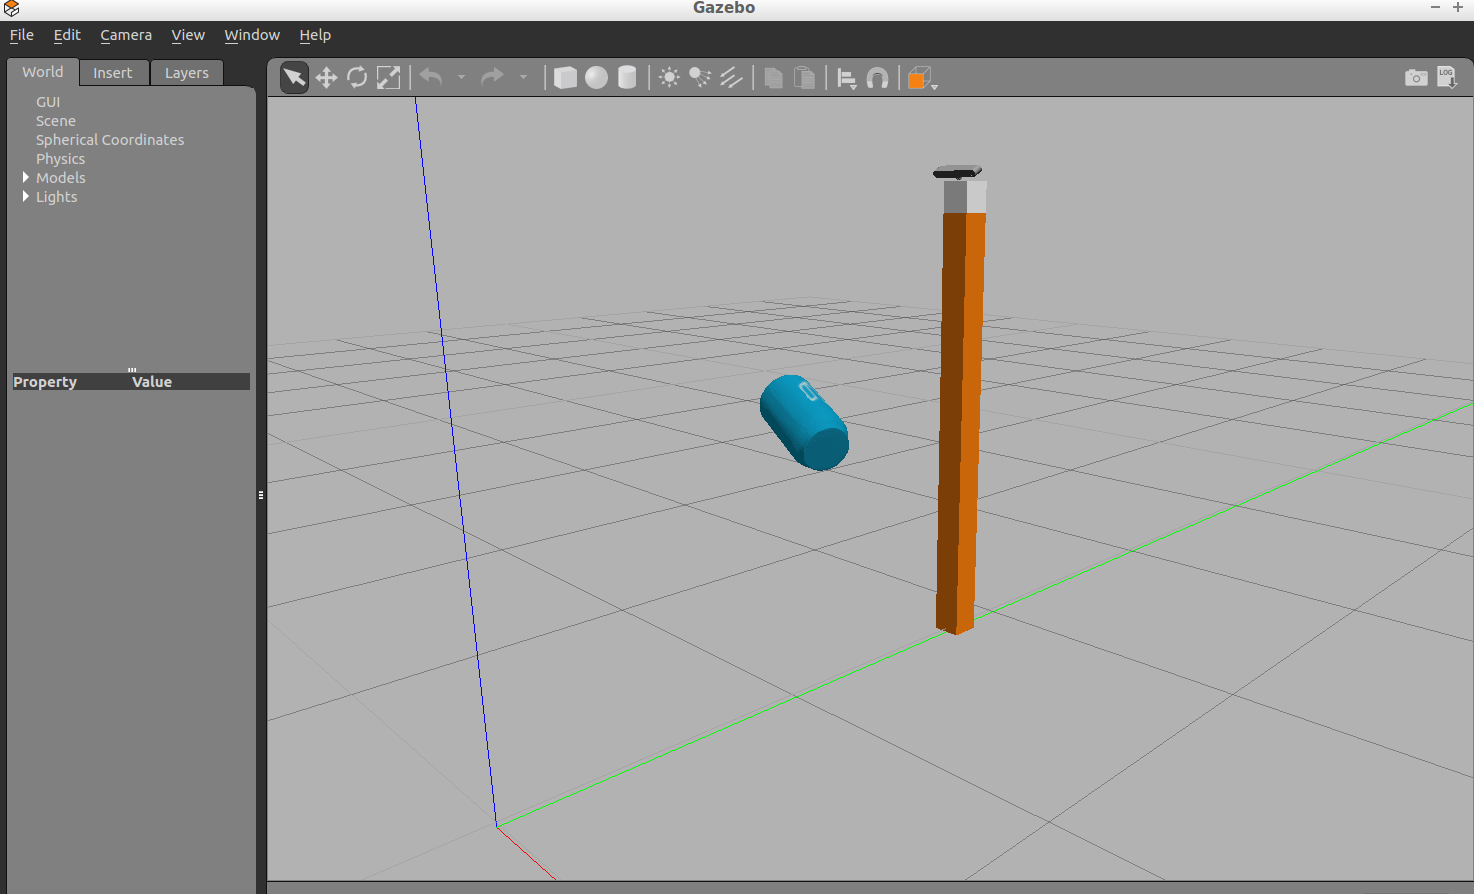 Gazebo
File Edit Camera View Window Help
World Insert Layers
GUI
Scene
Spherical Coordinates
Physics
Models
Lights
Property Value
LOG